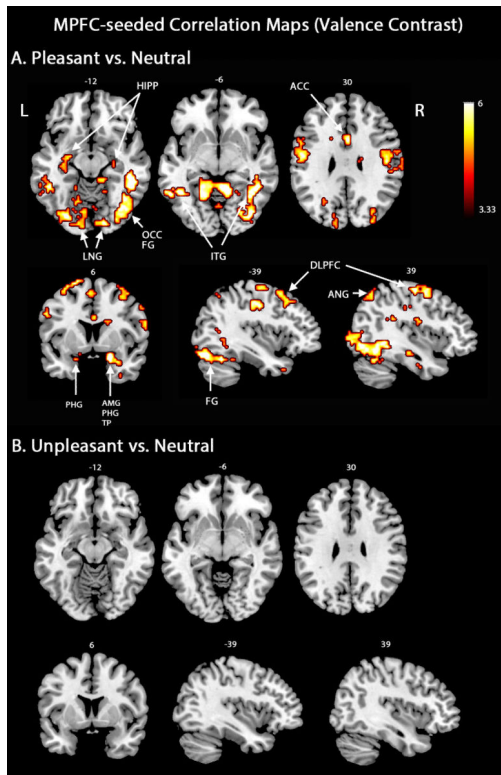 MPFC-seeded Correlation Maps (Valence Contrast)
A. Pleasant vs. Neutral
-12
-6
30
HIPP
ACC
L
R
6
3.33
OCC
FG
LNG
ITG
6
-39
39
DLPFC
ANG
PHG
AMG
PHG
TP
FG
B. Unpleasant vs. Neutral
-12
-6
30
6
-39
39